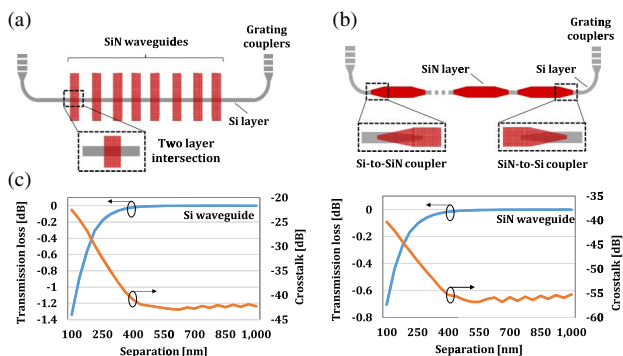 (a)
SiN waveguides
Grating
couplers
Si layer
Two layer
intersection
(b)
Grating
couplers
SiN layer
Si layer
Si-to-SiN coupler
SiN-to-Si coupler
(c)
Transmission loss [dB]
0
-0.2
-0.4
-0.6
-0.8
-1
-1.2
-1.4
Si waveguide
-20
-25
-30
-35
-40
-45
Crosstalk [dB]
100 250 400 550 700 850 1,000
Separation [nm]
Transmission loss [dB]
0
-0.2
-0.4
-0.6
-0.8
SiN waveguide
-35
-40
-45
-50
-55
-60
Crosstalk [dB]
100 250 400 550 700 850 1,000
Separation [nm]